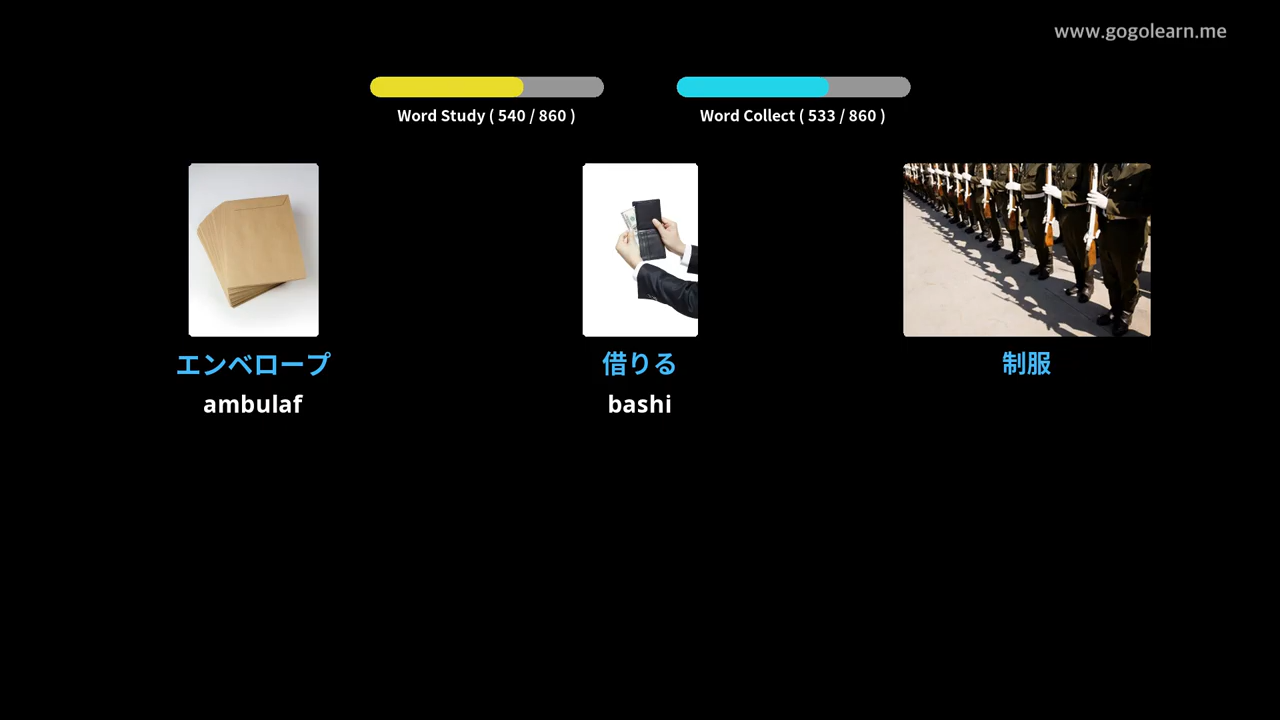 www.gogolearn.me
Word Study ( 540 / 860 )
Word Collect ( 533 / 860 )
エンベロープ
ambulaf
借りる
bashi
制服